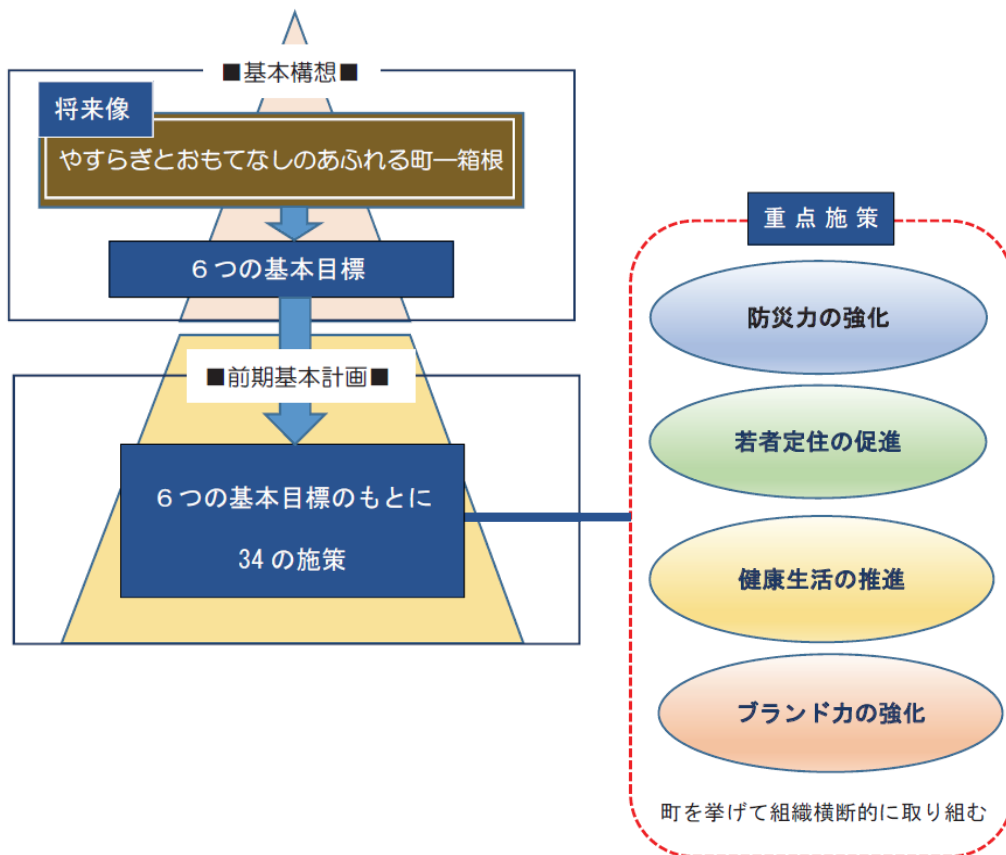 ■基本構想■
将来像
やすらぎとおもてなしのあふれる町―箱根
６つの基本目標
■前期基本計画■
６つの基本目標のもとに
34 の施策
重 点 施 策
防災力の強化
若者定住の促進
健康生活の推進
ブランド力の強化
町を挙げて組織横断的に取り組む